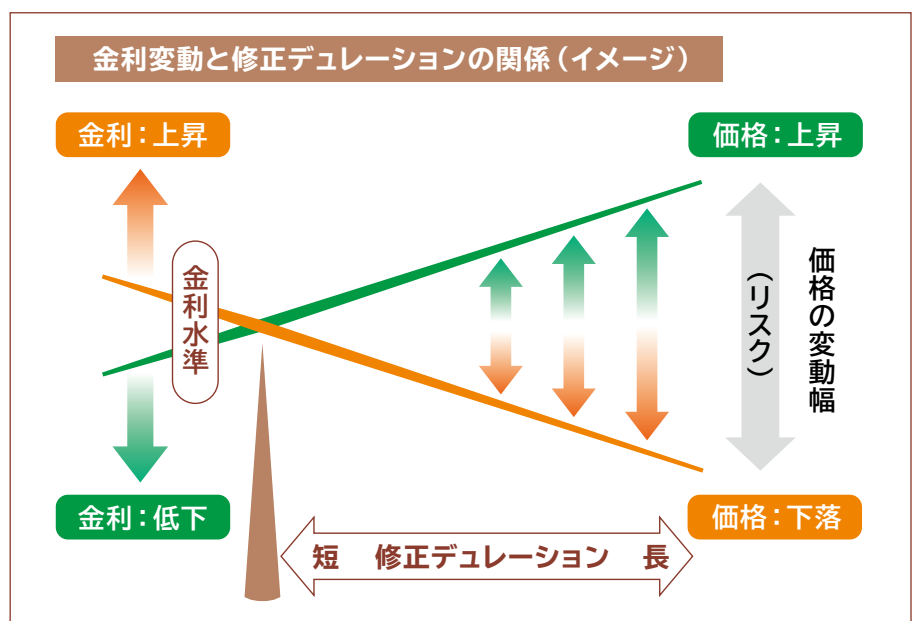 金利変動と修正デュレーションの関係（イメージ）
金利：上昇
価格：上昇
金利水準
価格の変動幅
（リスク）
金利：低下
価格：下落
短 修正デュレーション 長